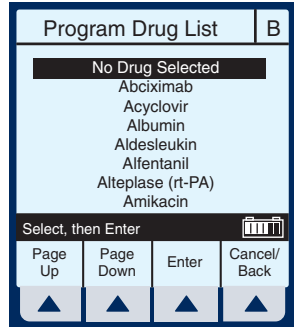 Program Drug List B
No Drug Selected
Abciximab
Acyclovir
Albumin
Aldesleukin
Alfentanil
Alteplase (rt-PA)
Amikacin
Select, then Enter
Page Up
Page Down
Enter
Cancel/ Back